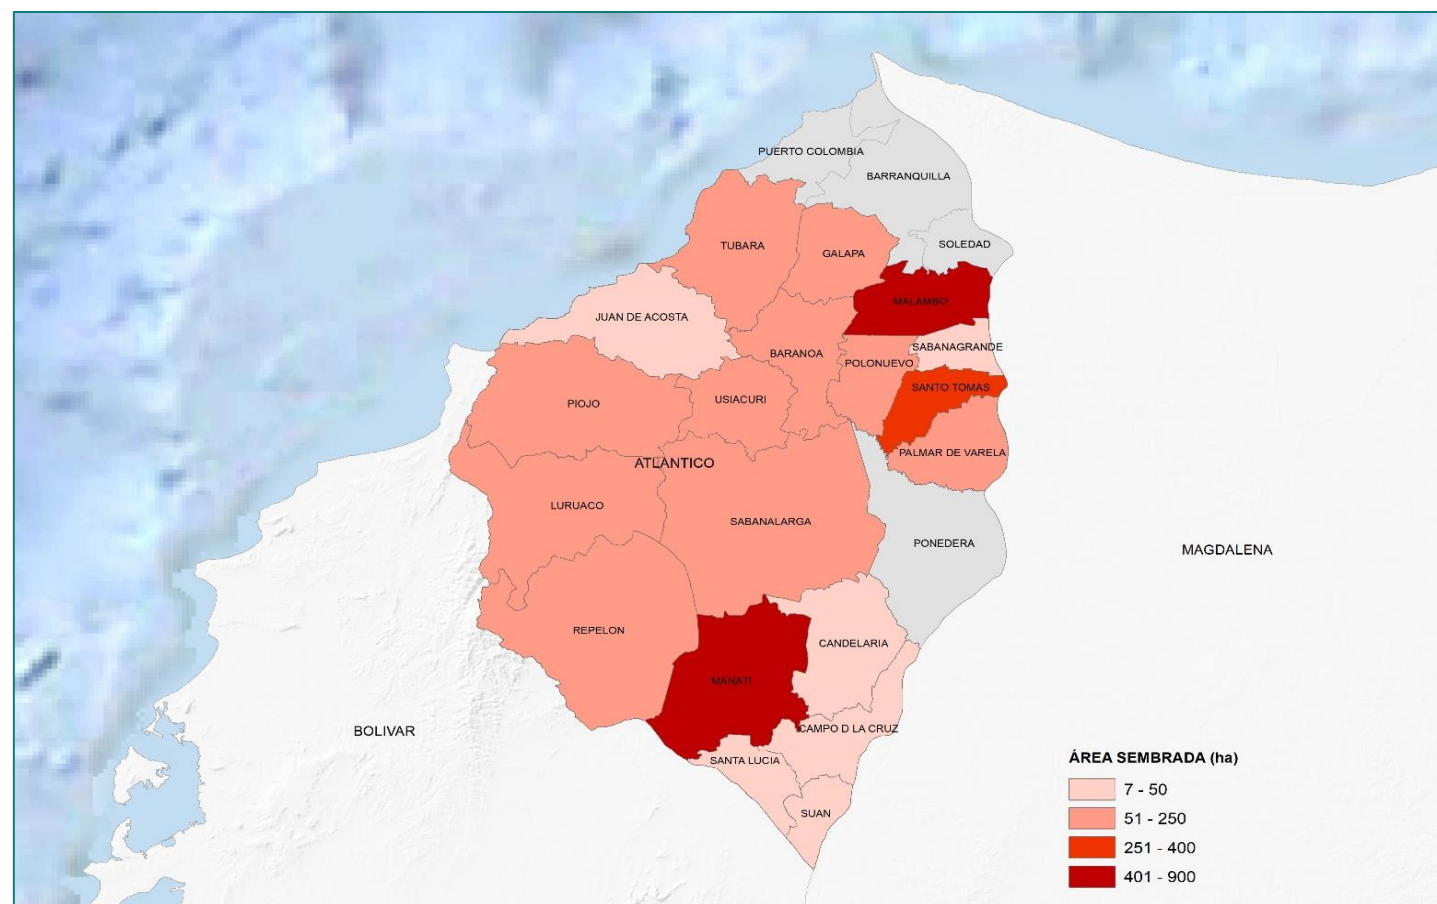 PUERTO COLOMBIA
BARRANQUILLA
SOLEDAD
TUBARA
GALAPA
MALAMBO
JUAN DE ACOSTA
SABANAGRANDE
BARANOA
POLONUEVO
SANTO TOMAS
USIACURI
PIOJO
PALMAR DE VARELA
ATLANTICO
LURUACO
SABANALARGA
PONEDERA
MAGDALENA
REPELON
CANDELARIA
MANATI
CAMPO D LA CRUZ
BOLIVAR
SANTA LUCIA
SUAN
ÁREA SEMBRADA (ha)
7 - 50
51 - 250
251 - 400
401 - 900